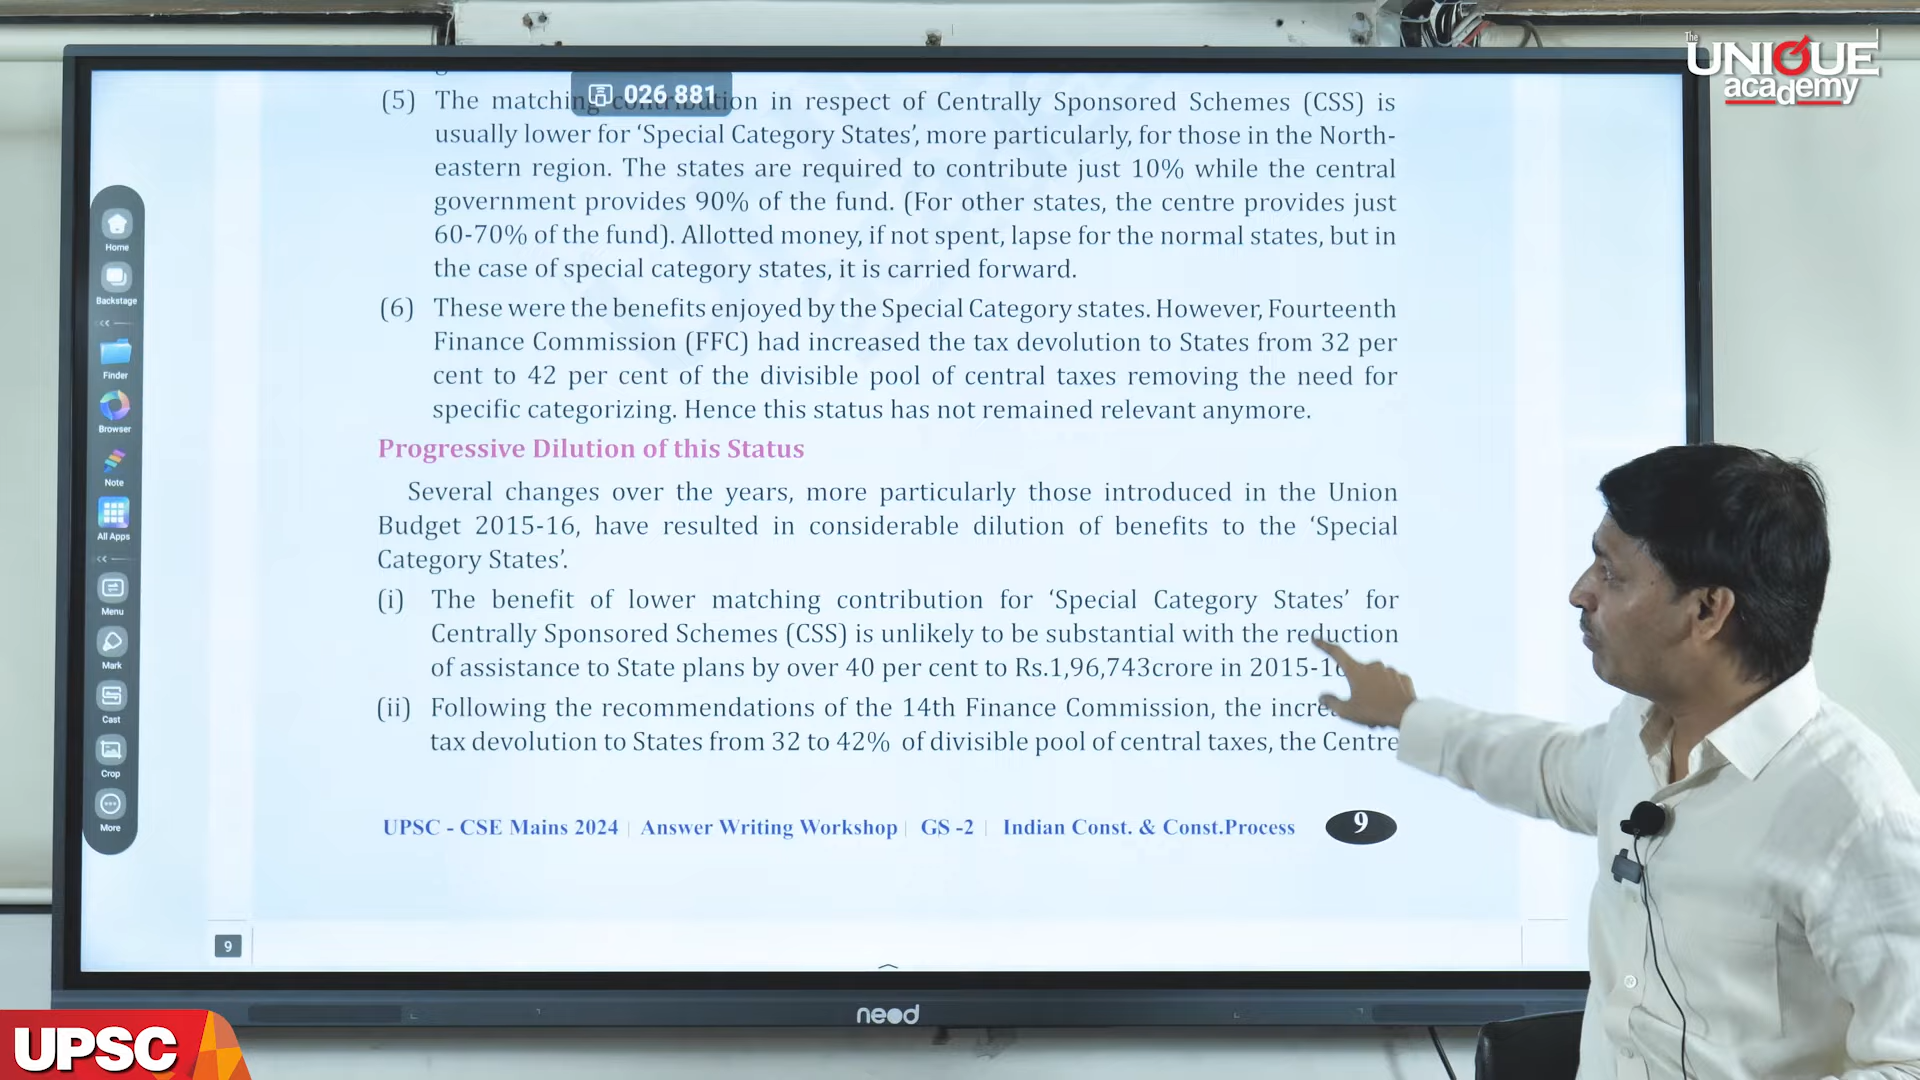 The UNIQUE
academy
026 881
(5) The matching contribution in respect of Centrally Sponsored Schemes (CSS) is
usually lower for ‘Special Category States’, more particularly, for those in the North-
eastern region. The states are required to contribute just 10% while the central
government provides 90% of the fund. (For other states, the centre provides just
60-70% of the fund). Allotted money, if not spent, lapse for the normal states, but in
the case of special category states, it is carried forward.
(6) These were the benefits enjoyed by the Special Category states. However, Fourteenth
Finance Commission (FFC) had increased the tax devolution to States from 32 per
cent to 42 per cent of the divisible pool of central taxes removing the need for
specific categorizing. Hence this status has not remained relevant anymore.
Progressive Dilution of this Status
Several changes over the years, more particularly those introduced in the Union
Budget 2015-16, have resulted in considerable dilution of benefits to the ‘Special
Category States’.
(i) The benefit of lower matching contribution for ‘Special Category States’ for
Centrally Sponsored Schemes (CSS) is unlikely to be substantial with the reduction
of assistance to State plans by over 40 per cent to Rs.1,96,743crore in 2015-16
(ii) Following the recommendations of the 14th Finance Commission, the
tax devolution to States from 32 to 42% of divisible pool of central taxes, the Centre
UPSC - CSE Mains 2024 | Answer Writing Workshop | GS -2 | Indian Const. & Const.Process 9
9
Home
Backstage
Finder
Browser
Note
All Apps
Menu
Mark
Cast
Crop
More
neod
UPSC